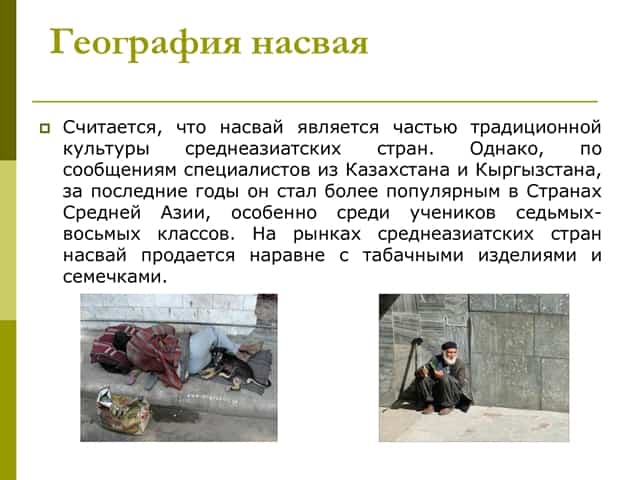 География насвая
Считается, что насвай является частью традиционной
культуры среднеазиатских стран. Однако, по
сообщениям специалистов из Казахстана и Кыргызстана,
за последние годы он стал более популярным в Странах
Средней Азии, особенно среди учеников седьмых-
восьмых классов. На рынках среднеазиатских стран
насвай продается наравне с табачными изделиями и
семечками.